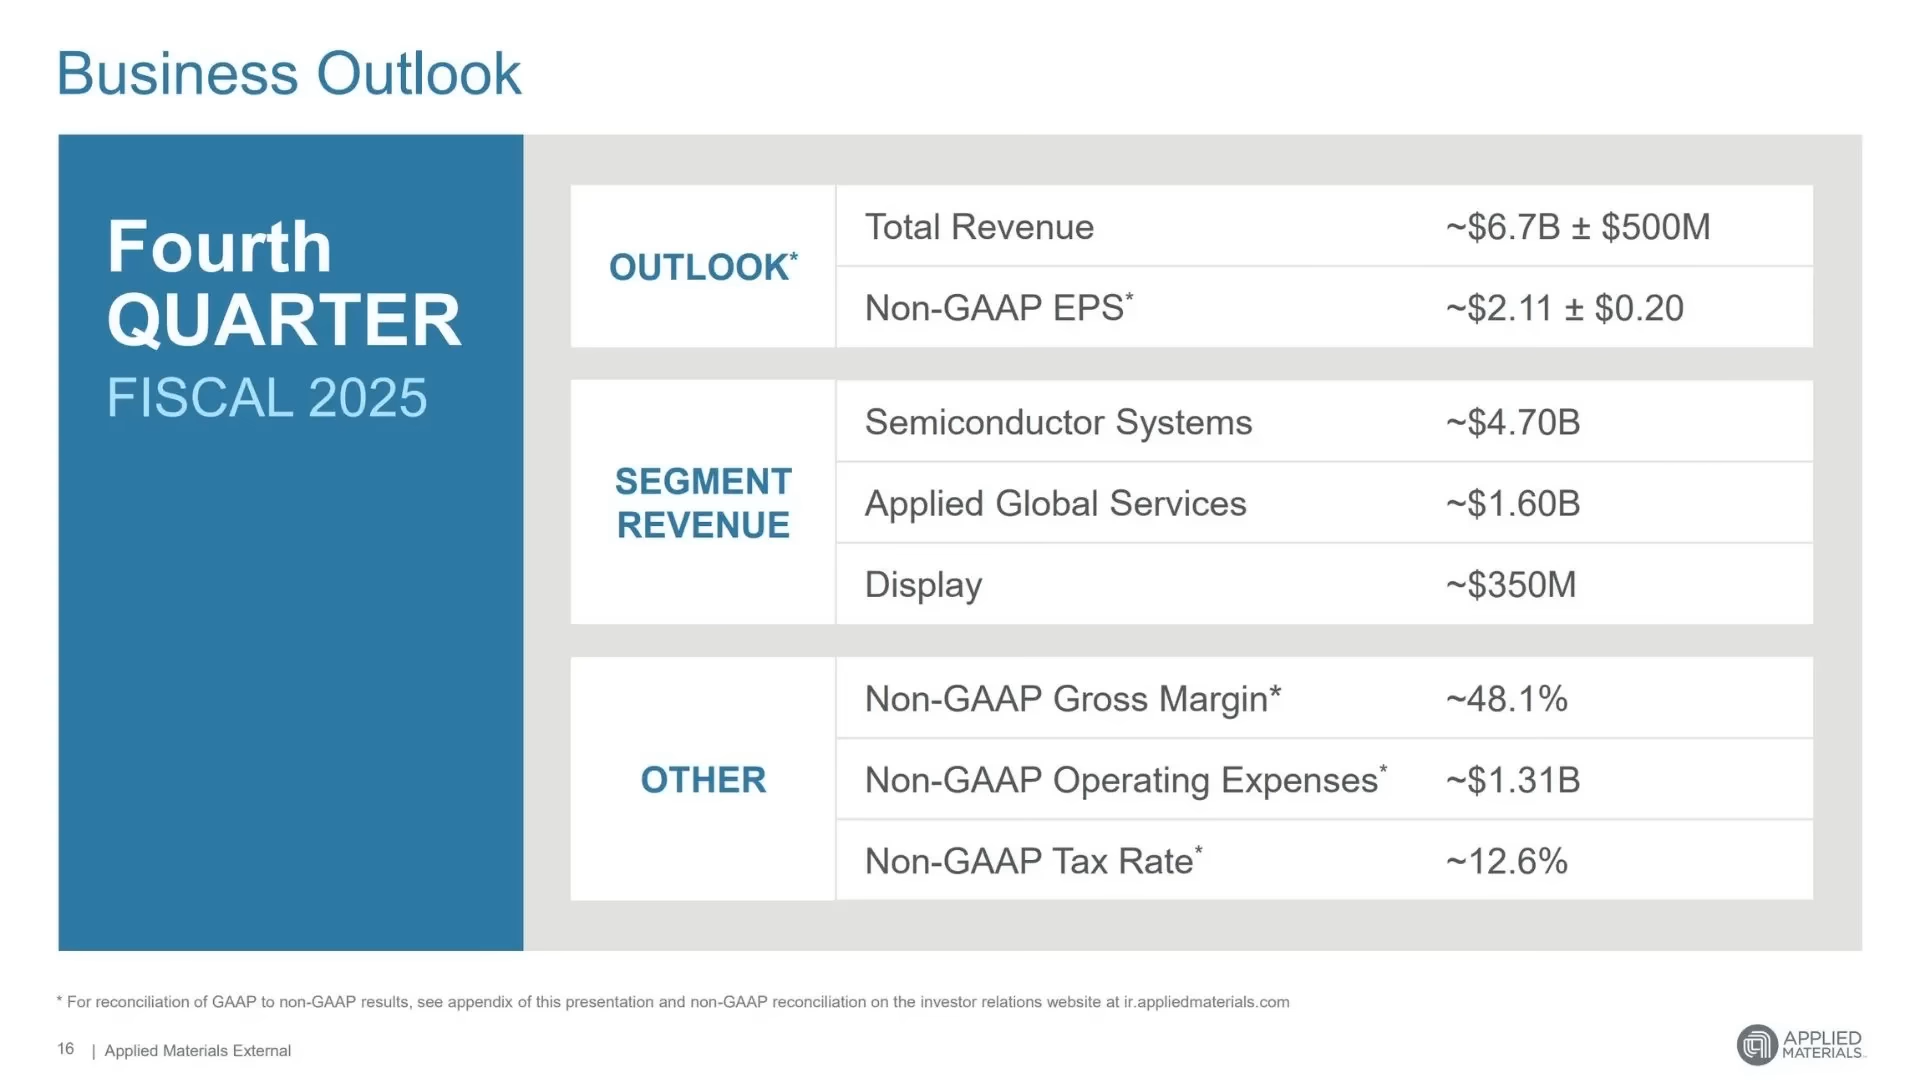 Business Outlook
Fourth
QUARTER
FISCAL 2025
OUTLOOK*
Total Revenue ~$6.7B ± $500M
Non-GAAP EPS* ~$2.11 ± $0.20
SEGMENT
REVENUE
Semiconductor Systems ~$4.70B
Applied Global Services ~$1.60B
Display ~$350M
OTHER
Non-GAAP Gross Margin* ~48.1%
Non-GAAP Operating Expenses* ~$1.31B
Non-GAAP Tax Rate* ~12.6%
* For reconciliation of GAAP to non-GAAP results, see appendix of this presentation and non-GAAP reconciliation on the investor relations website at ir.appliedmaterials.com
16 | Applied Materials External
APPLIED
MATERIALS